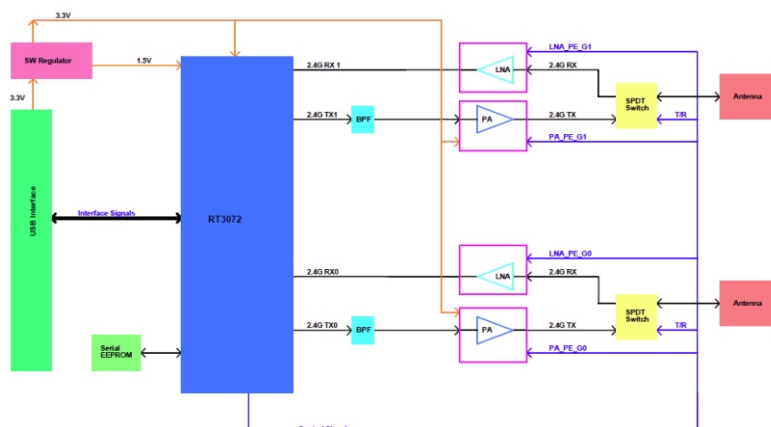 3.3V
LNA_PE_G1
SW Regulator
1.5V
2.4G RX 1
LNA
2.4G RX
3.3V
SPDT
Switch
Antenna
2.4G TX1
BPF
PA
2.4G TX
T/R
PA_PE_G1
USB Interface
Interface Signals
RT3072
LNA_PE_G0
2.4G RX0
LNA
2.4G RX
SPDT
Switch
Antenna
2.4G TX0
BPF
PA
2.4G TX
T/R
Serial
EEPROM
PA_PE_G0